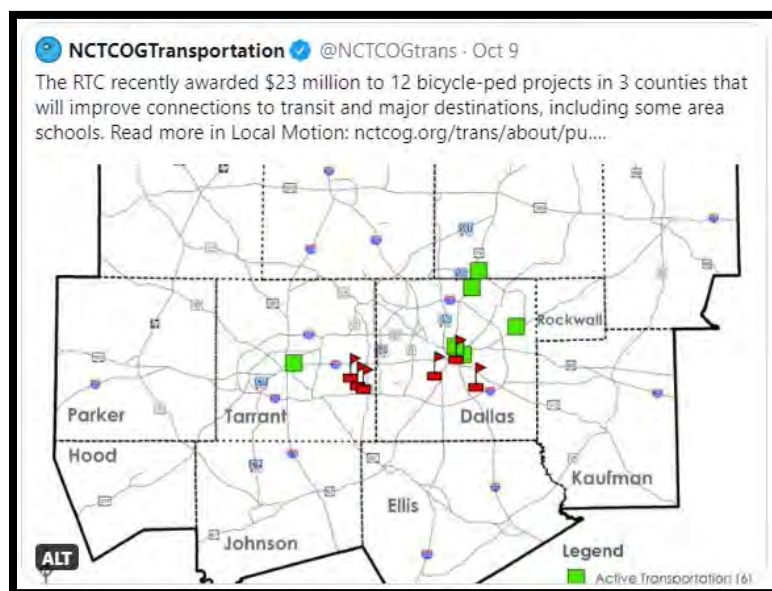 NCTCOGTransportation @NCTCOGtrans · Oct 9
The RTC recently awarded $23 million to 12 bicycle-ped projects in 3 counties that
will improve connections to transit and major destinations, including some area
schools. Read more in Local Motion: nctcog.org/trans/about/pu....
Rockwall
Parker
Tarrant
Dallas
Hood
Kaufman
Ellis
Johnson
Legend
ALT
Active Transportation (6)